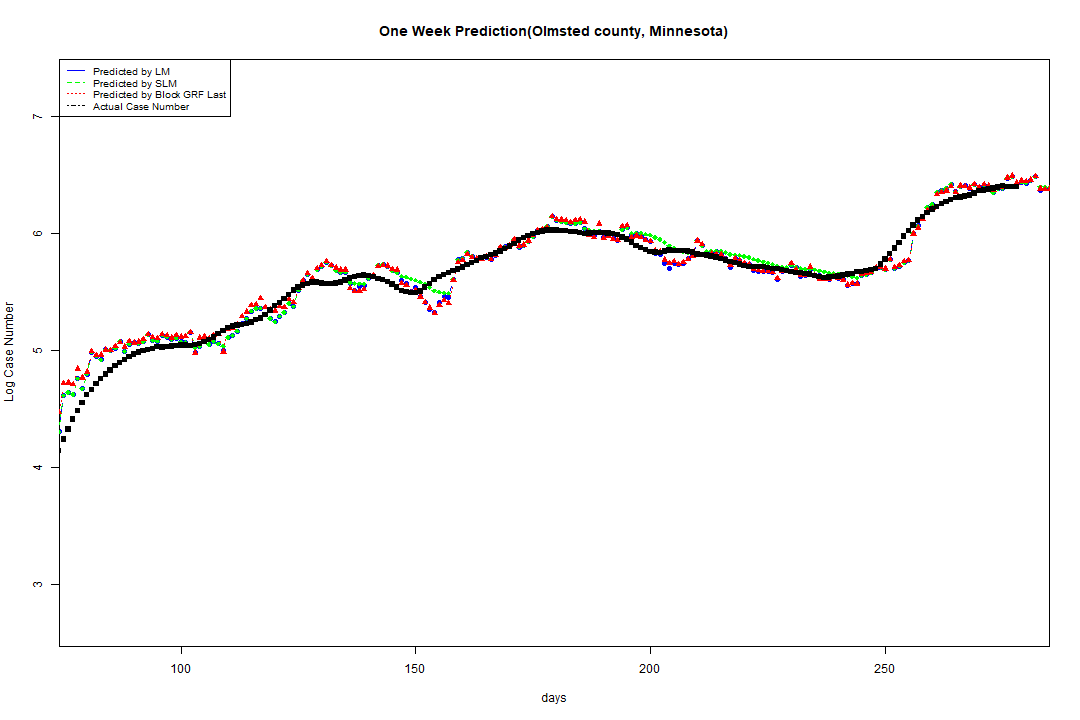 One Week Prediction(Olmsted county, Minnesota)
Predicted by LM
Predicted by SLM
Predicted by Block GRF Last
Actual Case Number
7
6
5
4
3
Log Case Number
100 150 200 250
days